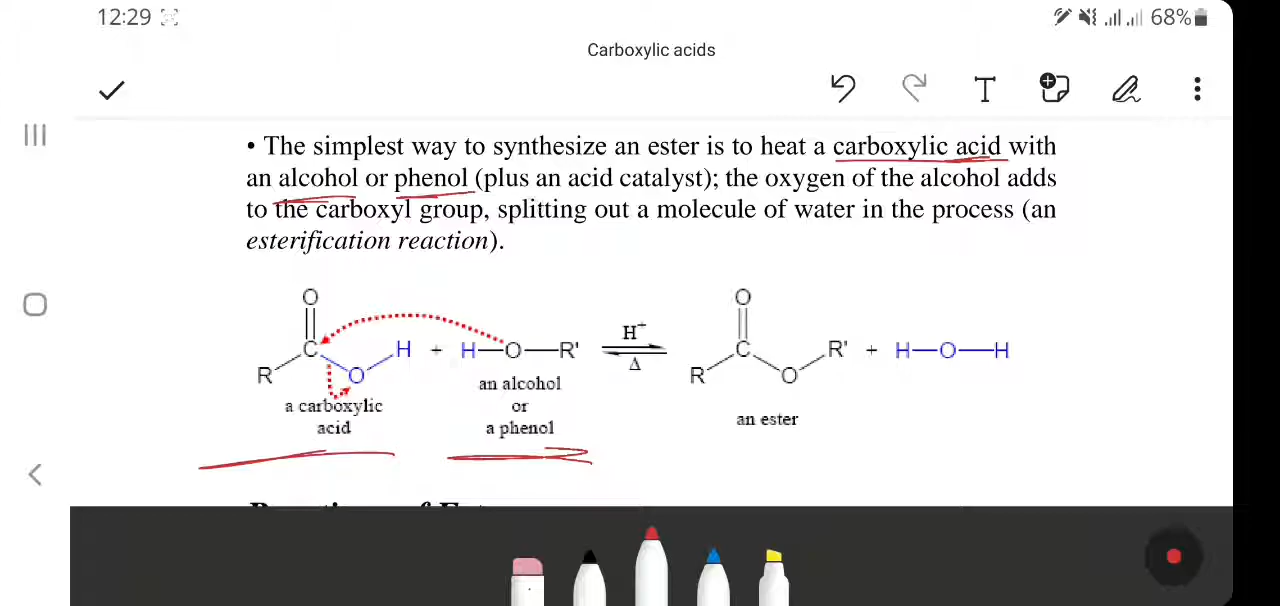 12:29
68%
Carboxylic acids
T
• The simplest way to synthesize an ester is to heat a carboxylic acid with
an alcohol or phenol (plus an acid catalyst); the oxygen of the alcohol adds
to the carboxyl group, splitting out a molecule of water in the process (an
esterification reaction).
O
C
R
O
H
+
H—O—R'
H⁺
Δ
O
C
R
O
R'
+
H—O—H
a carboxylic
acid
an alcohol
or
a phenol
an ester